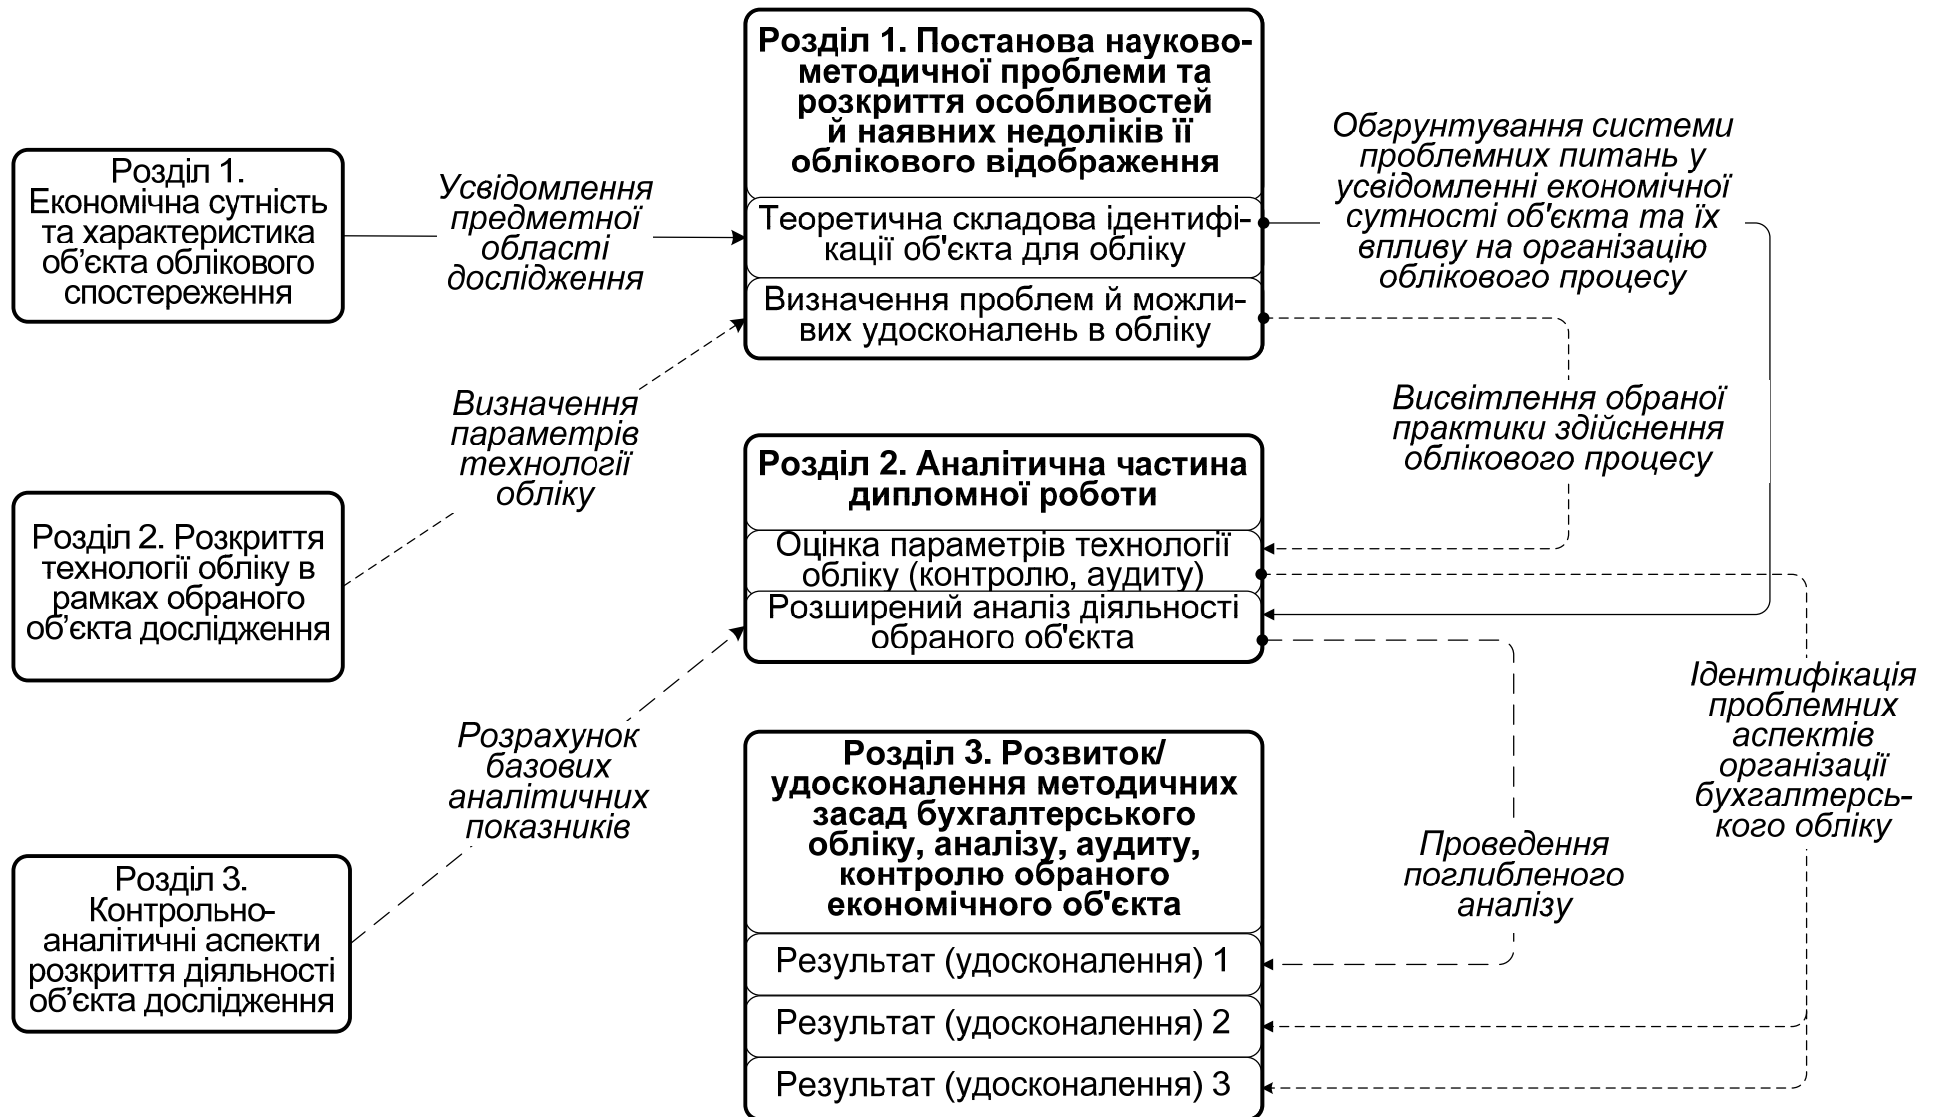 Розділ 1.
Економічна сутність
та характеристика
об’єкта облікового
спостереження
Усвідомлення
предметної
області
дослідження
Розділ 1. Постанова науково-
методичної проблеми та
розкриття особливостей
й наявних недоліків її
облікового відображення
Теоретична складова ідентифі-
кації об'єкта для обліку
Визначення проблем й можли-
вих удосконалень в обліку
Обґрунтування системи
проблемних питань у
усвідомленні економічної
сутності об'єкта та їх
впливу на організацію
облікового процесу
Розділ 2. Розкриття
технології обліку в
рамках обраного
об’єкта дослідження
Визначення
параметрів
технології
обліку
Розділ 2. Аналітична частина
дипломної роботи
Оцінка параметрів технології
обліку (контролю, аудиту)
Розширений аналіз діяльності
обраного об'єкта
Висвітлення обраної
практики здійснення
облікового процесу
Розділ 3.
Контрольно-
аналітичні аспекти
розкриття діяльності
об’єкта дослідження
Розрахунок
базових
аналітичних
показників
Розділ 3. Розвиток/
удосконалення методичних
засад бухгалтерського
обліку, аналізу, аудиту,
контролю обраного
економічного об'єкта
Результат (удосконалення) 1
Результат (удосконалення) 2
Результат (удосконалення) 3
Проведення
поглибленого
аналізу
Ідентифікація
проблемних
аспектів
організації
бухгалтерсь-
кого обліку